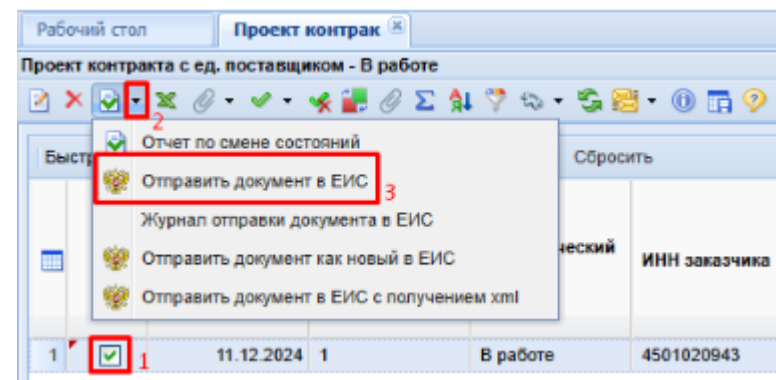 Рабочий стол Проект контрак
Проект контракта с ед. поставщиком - В работе
2
Отчет по смене состояний
Быстр Сбросить
Отправить документ в ЕИС 3
Журнал отправки документа в ЕИС
ческий
Отправить документ как новый в ЕИС ИНН заказчика
Отправить документ в ЕИС с получением xml
1 1 11.12.2024 1 В работе 4501020943